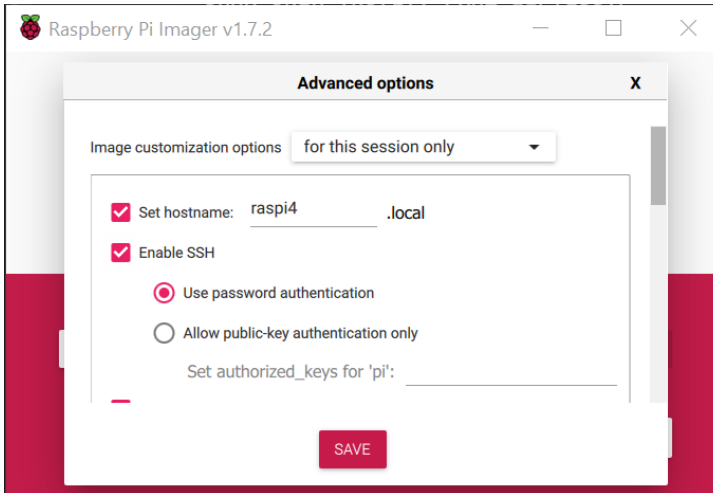 Raspberry Pi Imager v1.7.2
Advanced options X
Image customization options for this session only
Set hostname: raspi4 .local
Enable SSH
Use password authentication
Allow public-key authentication only
Set authorized_keys for 'pi':
SAVE